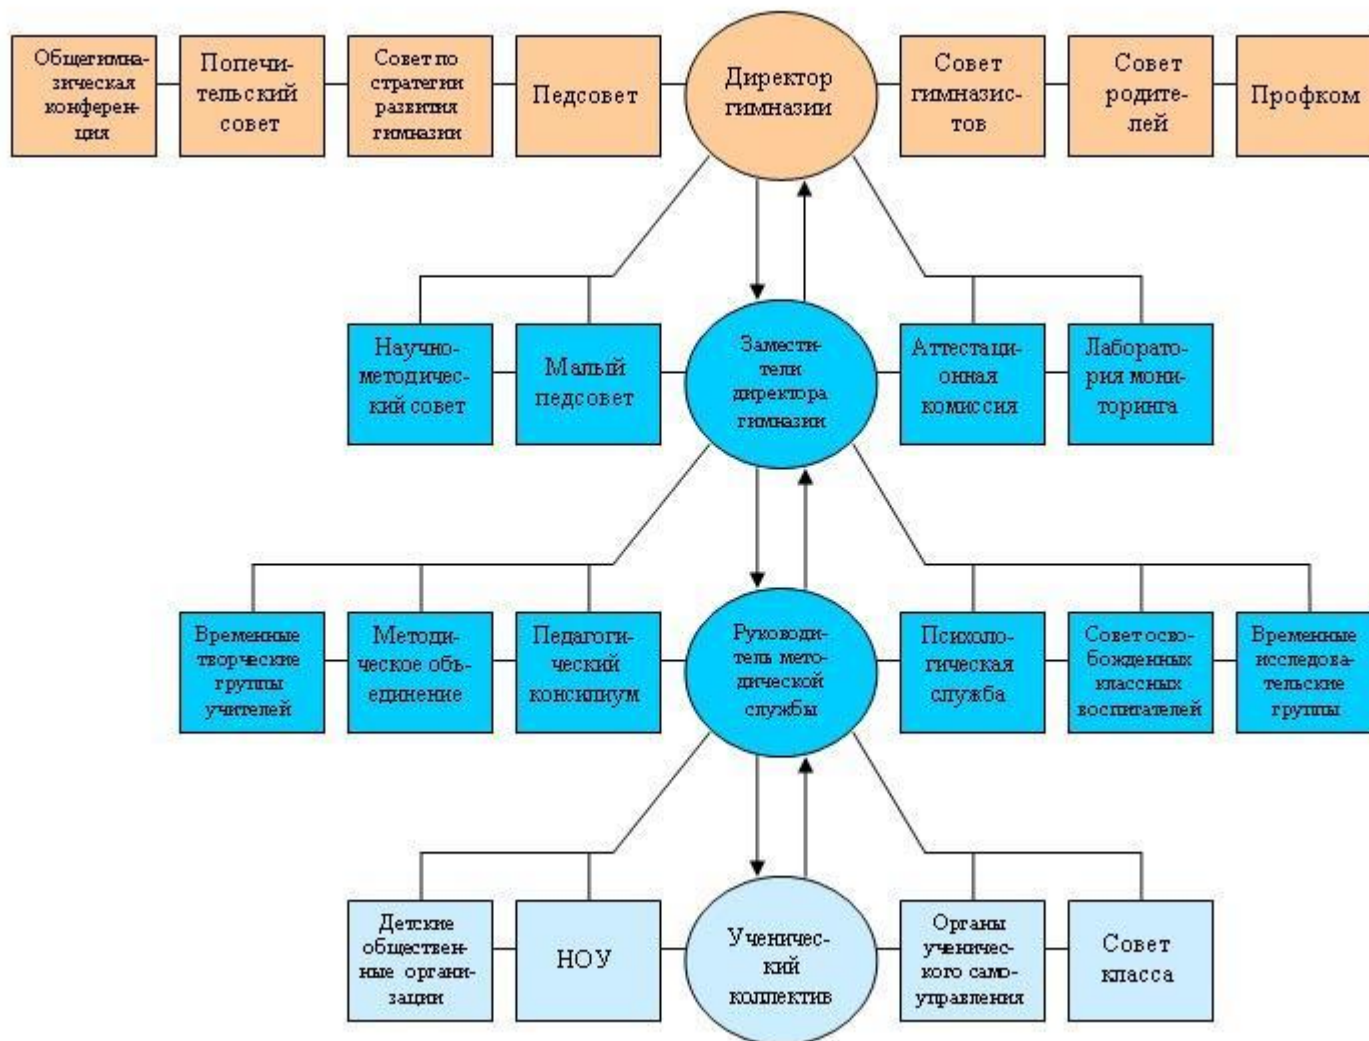 Общегимна-
зическая
конферен-
ция
Попечи-
тельский
совет
Совет по
стратегии
развития
гимназии
Педсовет
Директор
гимназии
Совет
гимназис-
тов
Совет
родите-
лей
Профком
Научно-
методичес-
кий совет
Малый
педсовет
Замести-
тели
директора
гимназии
Аттестаци-
онная
комиссия
Лаборато-
рия мони-
торинга
Временные
творческие
группы
учителей
Методи-
ческое объ-
единение
Педагоги-
ческий
консилиум
Руководи-
тель мето-
дической
службы
Психоло-
гическая
служба
Совет осво-
божденных
классных
воспитателей
Временные
исследова-
тельские
группы
Детские
обществен-
ные органи-
зации
НОУ
Ученичес-
кий
коллектив
Органы
ученичес-
кого само-
управления
Совет
класса